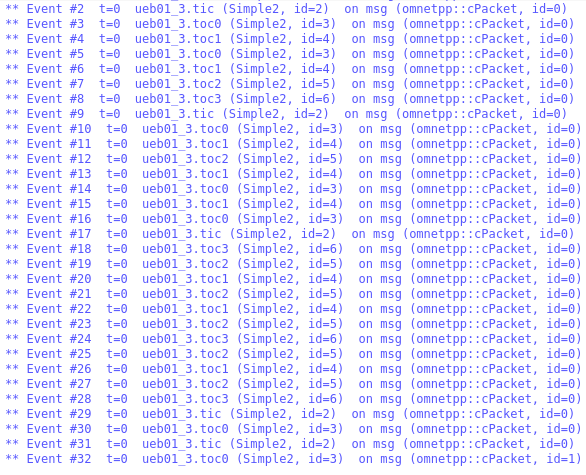 ** Event #2  t=0  ueb01_3.tic (Simple2, id=2)  on msg (omnetpp::cPacket, id=0)
** Event #3  t=0  ueb01_3.toc0 (Simple2, id=3)  on msg (omnetpp::cPacket, id=0)
** Event #4  t=0  ueb01_3.toc1 (Simple2, id=4)  on msg (omnetpp::cPacket, id=0)
** Event #5  t=0  ueb01_3.toc0 (Simple2, id=3)  on msg (omnetpp::cPacket, id=0)
** Event #6  t=0  ueb01_3.toc1 (Simple2, id=4)  on msg (omnetpp::cPacket, id=0)
** Event #7  t=0  ueb01_3.toc2 (Simple2, id=5)  on msg (omnetpp::cPacket, id=0)
** Event #8  t=0  ueb01_3.toc3 (Simple2, id=6)  on msg (omnetpp::cPacket, id=0)
** Event #9  t=0  ueb01_3.tic (Simple2, id=2)  on msg (omnetpp::cPacket, id=0)
** Event #10  t=0  ueb01_3.toc0 (Simple2, id=3)  on msg (omnetpp::cPacket, id=0)
** Event #11  t=0  ueb01_3.toc1 (Simple2, id=4)  on msg (omnetpp::cPacket, id=0)
** Event #12  t=0  ueb01_3.toc2 (Simple2, id=5)  on msg (omnetpp::cPacket, id=0)
** Event #13  t=0  ueb01_3.toc1 (Simple2, id=4)  on msg (omnetpp::cPacket, id=0)
** Event #14  t=0  ueb01_3.toc0 (Simple2, id=3)  on msg (omnetpp::cPacket, id=0)
** Event #15  t=0  ueb01_3.toc1 (Simple2, id=4)  on msg (omnetpp::cPacket, id=0)
** Event #16  t=0  ueb01_3.toc0 (Simple2, id=3)  on msg (omnetpp::cPacket, id=0)
** Event #17  t=0  ueb01_3.tic (Simple2, id=2)  on msg (omnetpp::cPacket, id=0)
** Event #18  t=0  ueb01_3.toc3 (Simple2, id=6)  on msg (omnetpp::cPacket, id=0)
** Event #19  t=0  ueb01_3.toc2 (Simple2, id=5)  on msg (omnetpp::cPacket, id=0)
** Event #20  t=0  ueb01_3.toc1 (Simple2, id=4)  on msg (omnetpp::cPacket, id=0)
** Event #21  t=0  ueb01_3.toc2 (Simple2, id=5)  on msg (omnetpp::cPacket, id=0)
** Event #22  t=0  ueb01_3.toc1 (Simple2, id=4)  on msg (omnetpp::cPacket, id=0)
** Event #23  t=0  ueb01_3.toc2 (Simple2, id=5)  on msg (omnetpp::cPacket, id=0)
** Event #24  t=0  ueb01_3.toc3 (Simple2, id=6)  on msg (omnetpp::cPacket, id=0)
** Event #25  t=0  ueb01_3.toc2 (Simple2, id=5)  on msg (omnetpp::cPacket, id=0)
** Event #26  t=0  ueb01_3.toc1 (Simple2, id=4)  on msg (omnetpp::cPacket, id=0)
** Event #27  t=0  ueb01_3.toc2 (Simple2, id=5)  on msg (omnetpp::cPacket, id=0)
** Event #28  t=0  ueb01_3.toc3 (Simple2, id=6)  on msg (omnetpp::cPacket, id=0)
** Event #29  t=0  ueb01_3.tic (Simple2, id=2)  on msg (omnetpp::cPacket, id=0)
** Event #30  t=0  ueb01_3.toc0 (Simple2, id=3)  on msg (omnetpp::cPacket, id=0)
** Event #31  t=0  ueb01_3.tic (Simple2, id=2)  on msg (omnetpp::cPacket, id=0)
** Event #32  t=0  ueb01_3.toc0 (Simple2, id=3)  on msg (omnetpp::cPacket, id=1)